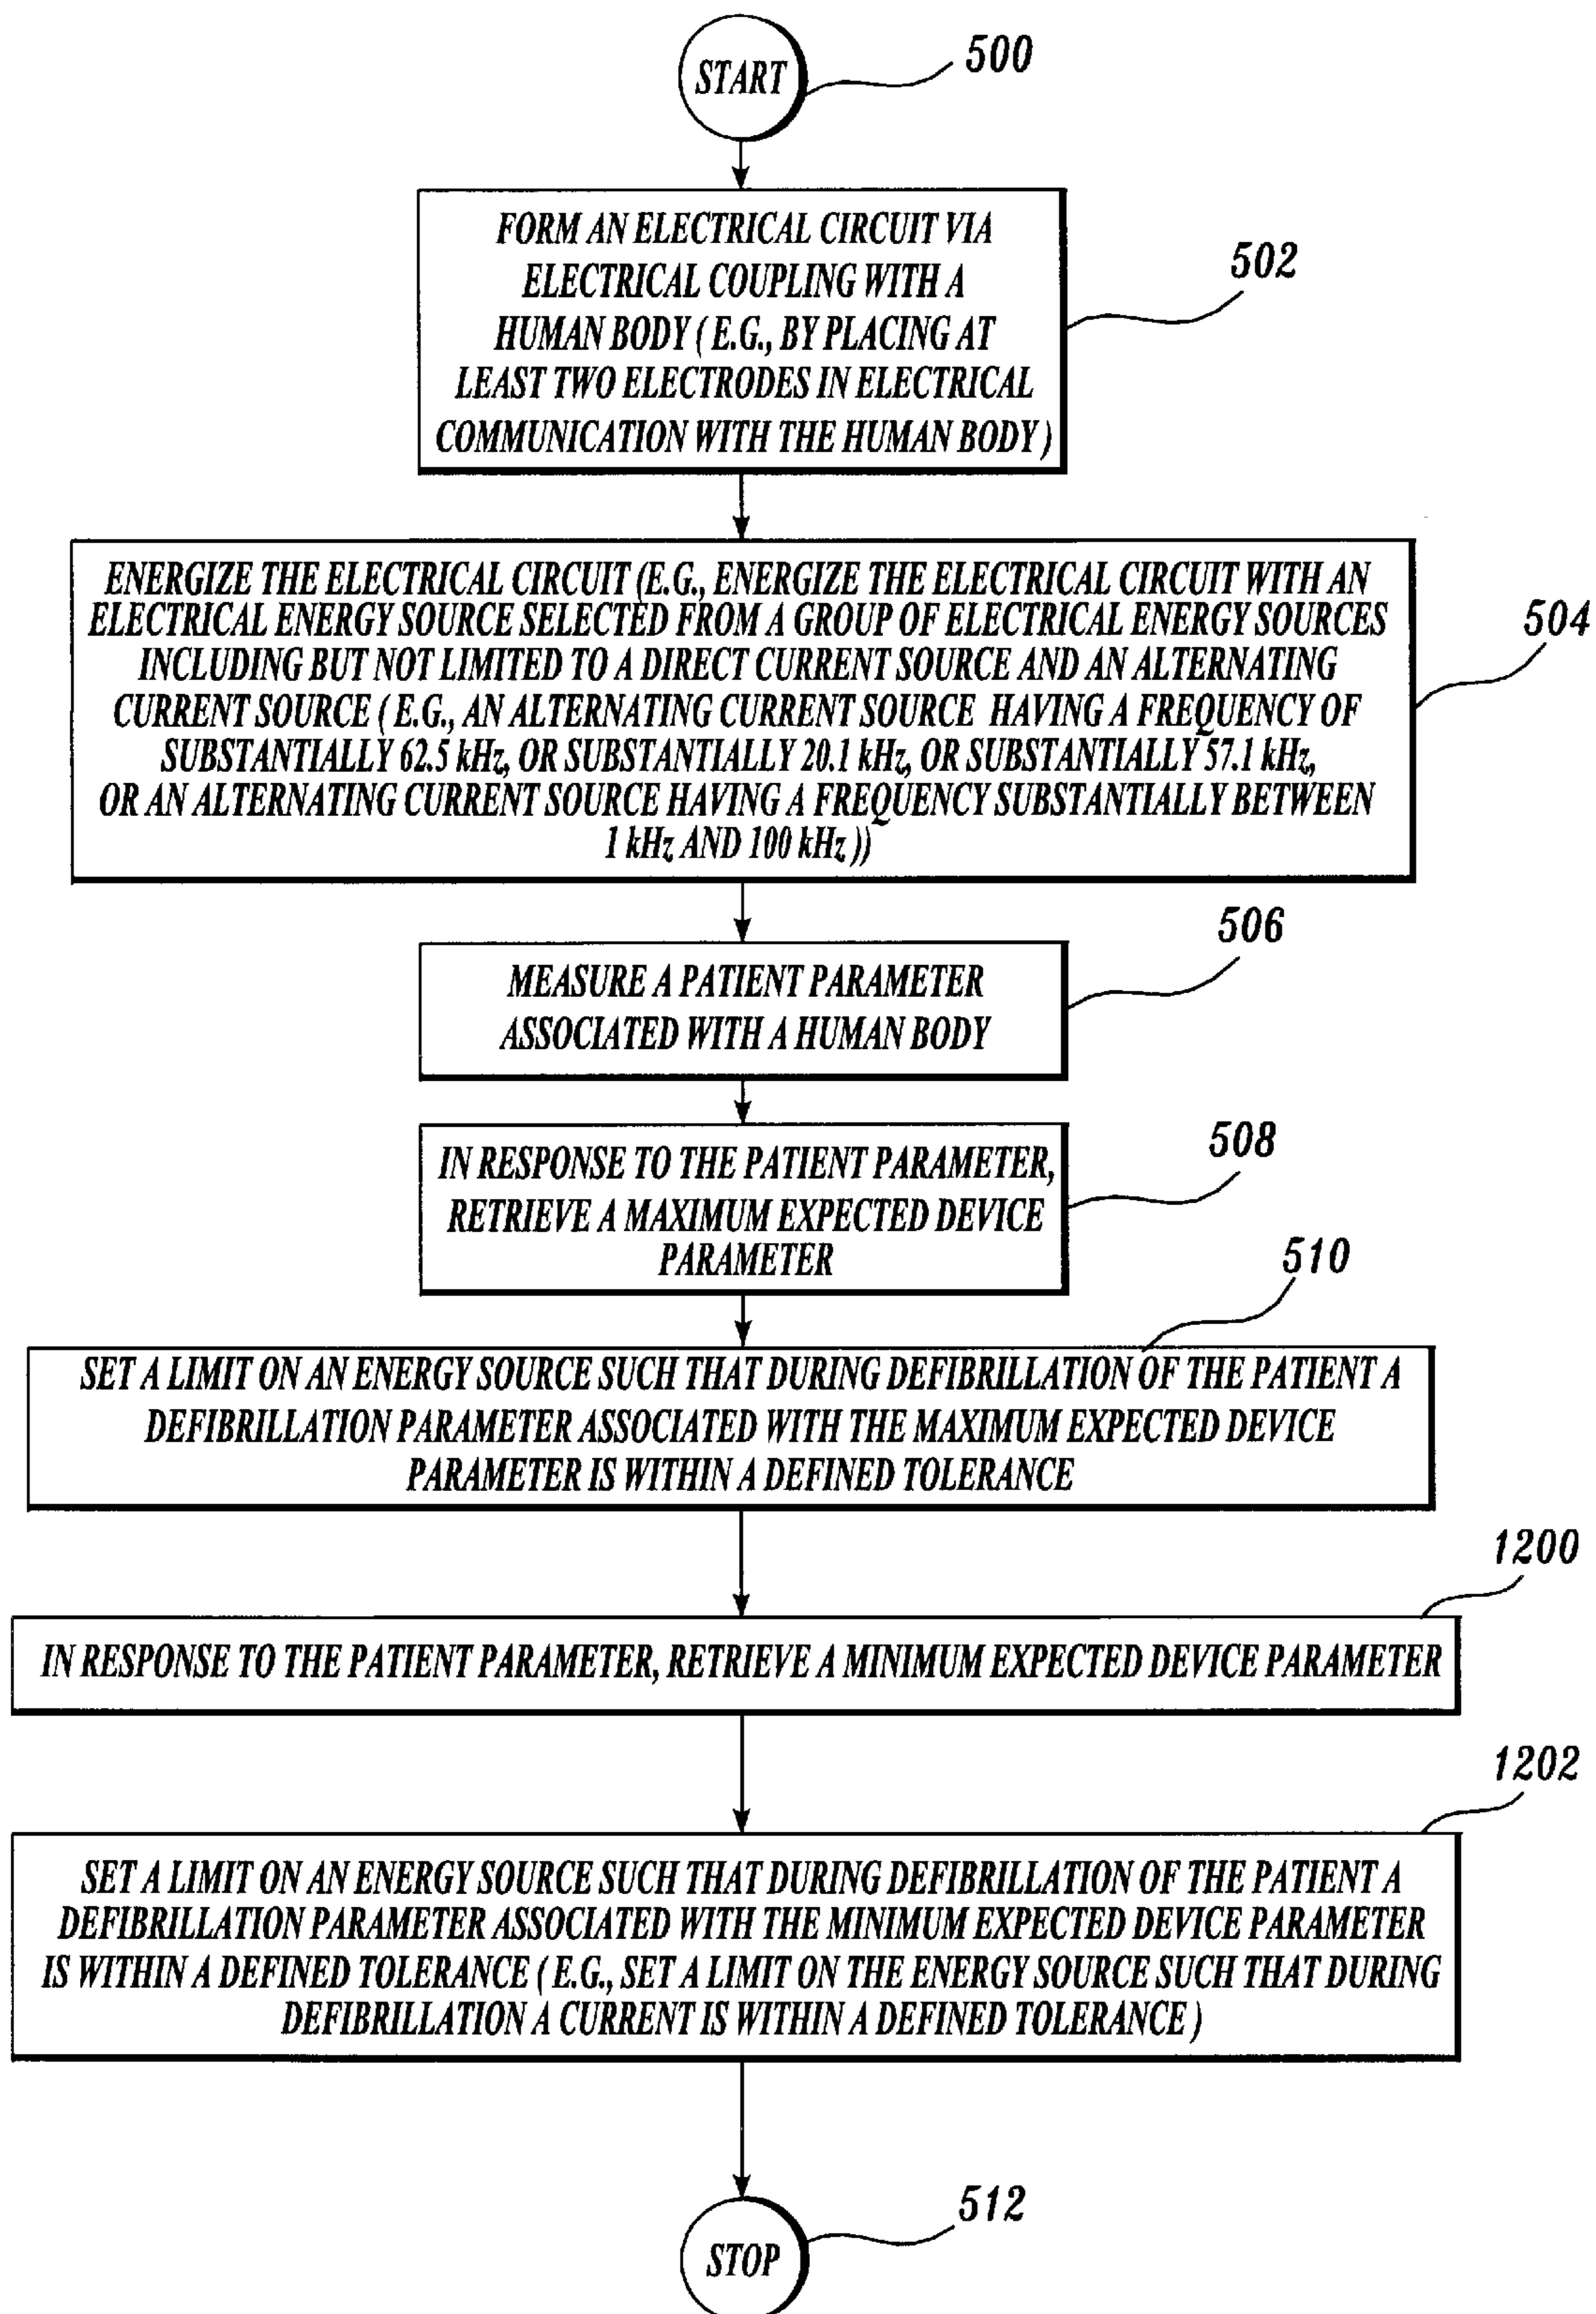 START
500
FORM AN ELECTRICAL CIRCUIT VIA
ELECTRICAL COUPLING WITH A
HUMAN BODY ( E.G., BY PLACING AT
LEAST TWO ELECTRODES IN ELECTRICAL
COMMUNICATION WITH THE HUMAN BODY )
502
ENERGIZE THE ELECTRICAL CIRCUIT (E.G., ENERGIZE THE ELECTRICAL CIRCUIT WITH AN
ELECTRICAL ENERGY SOURCE SELECTED FROM A GROUP OF ELECTRICAL ENERGY SOURCES
INCLUDING BUT NOT LIMITED TO A DIRECT CURRENT SOURCE AND AN ALTERNATING
CURRENT SOURCE ( E.G., AN ALTERNATING CURRENT SOURCE HAVING A FREQUENCY OF
SUBSTANTIALLY 62.5 kHz, OR SUBSTANTIALLY 20.1 kHz, OR SUBSTANTIALLY 57.1 kHz,
OR AN ALTERNATING CURRENT SOURCE HAVING A FREQUENCY SUBSTANTIALLY BETWEEN
1 kHz AND 100 kHz ))
504
MEASURE A PATIENT PARAMETER
ASSOCIATED WITH A HUMAN BODY
506
IN RESPONSE TO THE PATIENT PARAMETER,
RETRIEVE A MAXIMUM EXPECTED DEVICE
PARAMETER
508
510
SET A LIMIT ON AN ENERGY SOURCE SUCH THAT DURING DEFIBRILLATION OF THE PATIENT A
DEFIBRILLATION PARAMETER ASSOCIATED WITH THE MAXIMUM EXPECTED DEVICE
PARAMETER IS WITHIN A DEFINED TOLERANCE
1200
IN RESPONSE TO THE PATIENT PARAMETER, RETRIEVE A MINIMUM EXPECTED DEVICE PARAMETER
1202
SET A LIMIT ON AN ENERGY SOURCE SUCH THAT DURING DEFIBRILLATION OF THE PATIENT A
DEFIBRILLATION PARAMETER ASSOCIATED WITH THE MINIMUM EXPECTED DEVICE PARAMETER
IS WITHIN A DEFINED TOLERANCE ( E.G., SET A LIMIT ON THE ENERGY SOURCE SUCH THAT DURING
DEFIBRILLATION A CURRENT IS WITHIN A DEFINED TOLERANCE )
512
STOP